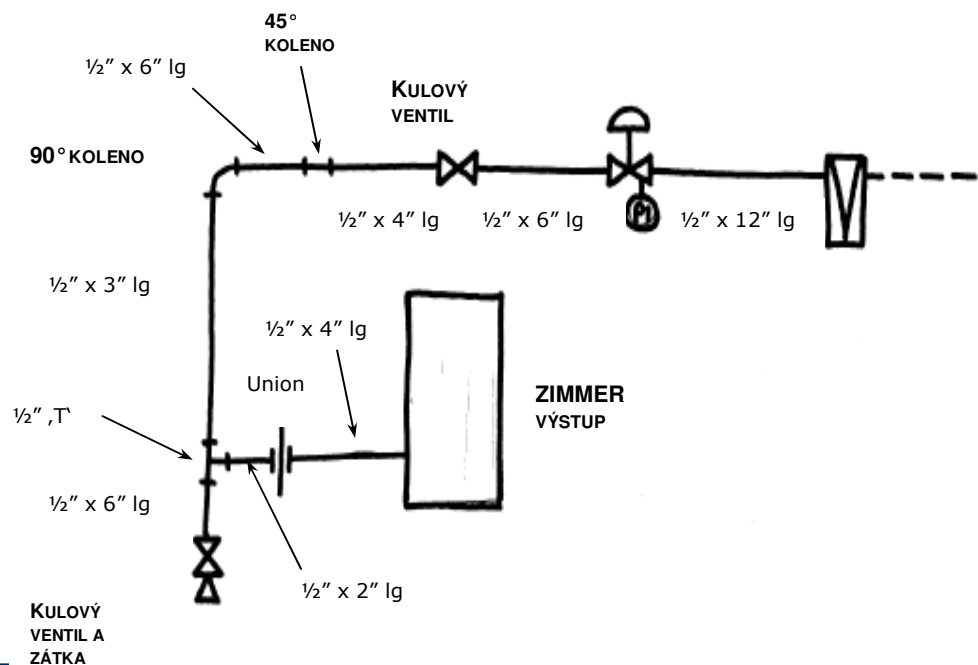 45°
KOLENO
½” x 6” lg
KULOVÝ
VENTIL
90° KOLENO
½” x 4” lg
½” x 6” lg
PI
½” x 12” lg
½” x 3” lg
½” x 4” lg
Union
ZIMMER
VÝSTUP
½” ‚T‘
½” x 6” lg
½” x 2” lg
KULOVÝ
VENTIL A
ZÁTKA